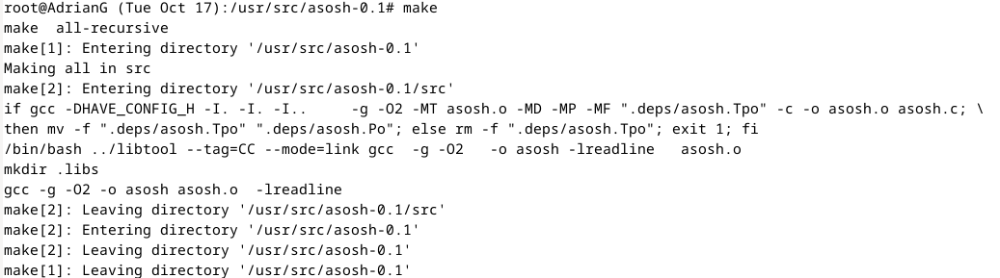 root@AdrianG (Tue Oct 17):/usr/src/asosh-0.1# make
make  all-recursive
make[1]: Entering directory '/usr/src/asosh-0.1'
Making all in src
make[2]: Entering directory '/usr/src/asosh-0.1/src'
if gcc -DHAVE_CONFIG_H -I. -I. -I..     -g -O2 -MT asosh.o -MD -MP -MF ".deps/asosh.Tpo" -c -o asosh.o asosh.c; \
then mv -f ".deps/asosh.Tpo" ".deps/asosh.Po"; else rm -f ".deps/asosh.Tpo"; exit 1; fi
/bin/bash ../libtool --tag=CC --mode=link gcc  -g -O2   -o asosh -lreadline   asosh.o
mkdir .libs
gcc -g -O2 -o asosh asosh.o  -lreadline
make[2]: Leaving directory '/usr/src/asosh-0.1/src'
make[2]: Entering directory '/usr/src/asosh-0.1'
make[2]: Leaving directory '/usr/src/asosh-0.1'
make[1]: Leaving directory '/usr/src/asosh-0.1'